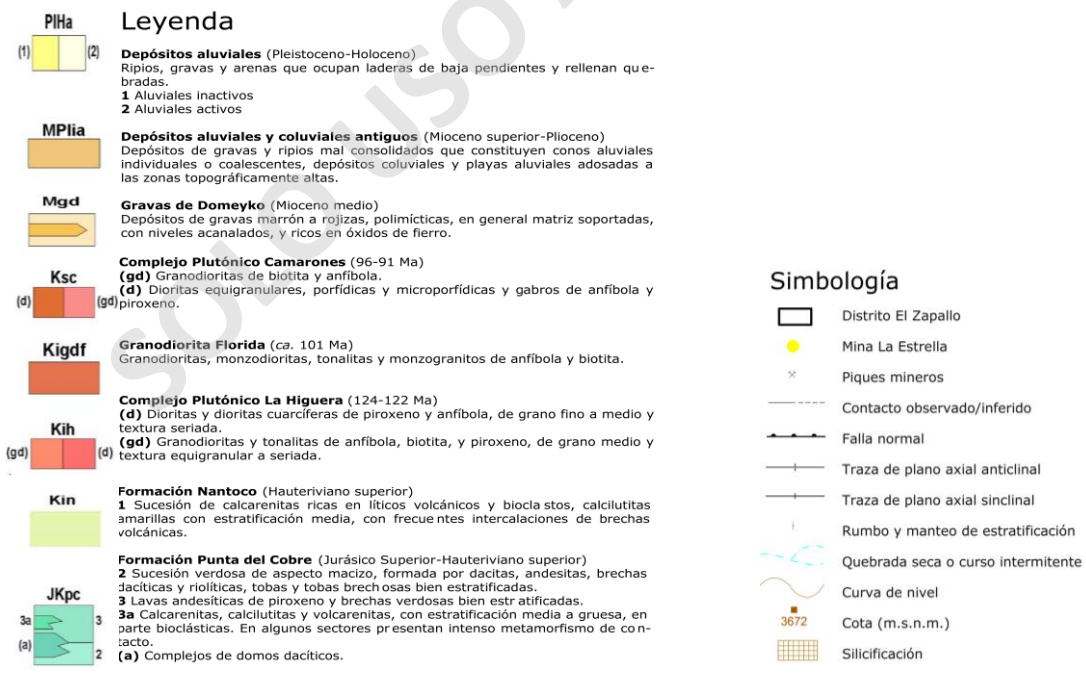 PlHa
Leyenda
(1)
(2)
Depósitos aluviales (Pleistoceno-Holoceno)
Ripios, gravas y arenas que ocupan laderas de baja pendientes y rellenan que-
bradas.
1 Aluviales inactivos
2 Aluviales activos
MPlia
Depósitos aluviales y coluviales antiguos (Mioceno superior-Plioceno)
Depósitos de gravas y ripios mal consolidados que constituyen conos aluviales
individuales o coalescentes, depósitos coluviales y playas aluviales adosadas a
las zonas topográficamente altas.
Mgd
Gravas de Domeyko (Mioceno medio)
Depósitos de gravas marrón a rojizas, polimícticas, en general matriz soportadas,
con niveles acanalados, y ricos en óxidos de fierro.
Ksc
(d)
(gd)
Complejo Plutónico Camarones (96-91 Ma)
(gd) Granodioritas de biotita y anfíbola.
(d) Dioritas equigranulares, porfídicas y microporfídicas y gabros de anfíbola y
piroxeno.
Kigdf
Granodiorita Florida (ca. 101 Ma)
Granodioritas, monzodioritas, tonalitas y monzogranitos de anfíbola y biotita.
Kih
(gd)
(d)
Complejo Plutónico La Higuera (124-122 Ma)
(d) Dioritas y dioritas cuarcíferas de piroxeno y anfíbola, de grano fino a medio y
textura seriada.
(gd) Granodioritas y tonalitas de anfíbola, biotita, y piroxeno, de grano medio y
textura equigranular a seriada.
Kin
Formación Nantoco (Hauteriviano superior)
1 Sucesión de calcarenitas ricas en líticos volcánicos y bioclastos, calcilutitas
amarillas con estratificación media, con frecuentes intercalaciones de brechas
volcánicas.
JKpc
3a
3
(a)
2
Formación Punta del Cobre (Jurásico Superior-Hauteriviano superior)
2 Sucesión verdosa de aspecto macizo, formada por dacitas, andesitas, brechas
dacíticas y riolíticas, tobas y tobas brechosas bien estratificadas.
3 Lavas andesíticas de piroxeno y brechas verdosas bien estratificadas.
3a Calcarenitas, calcilutitas y volcarenitas, con estratificación media a gruesa, en
parte bioclásticas. En algunos sectores presentan intenso metamorfismo de con-
tacto.
(a) Complejos de domos dacíticos.
Simbología
Distrito El Zapallo
Mina La Estrella
Piques mineros
Contacto observado/inferido
Falla normal
Traza de plano axial anticlinal
Traza de plano axial sinclinal
Rumbo y manteo de estratificación
Quebrada seca o curso intermitente
Curva de nivel
3672
Cota (m.s.n.m.)
Silicificación
SOLO USO